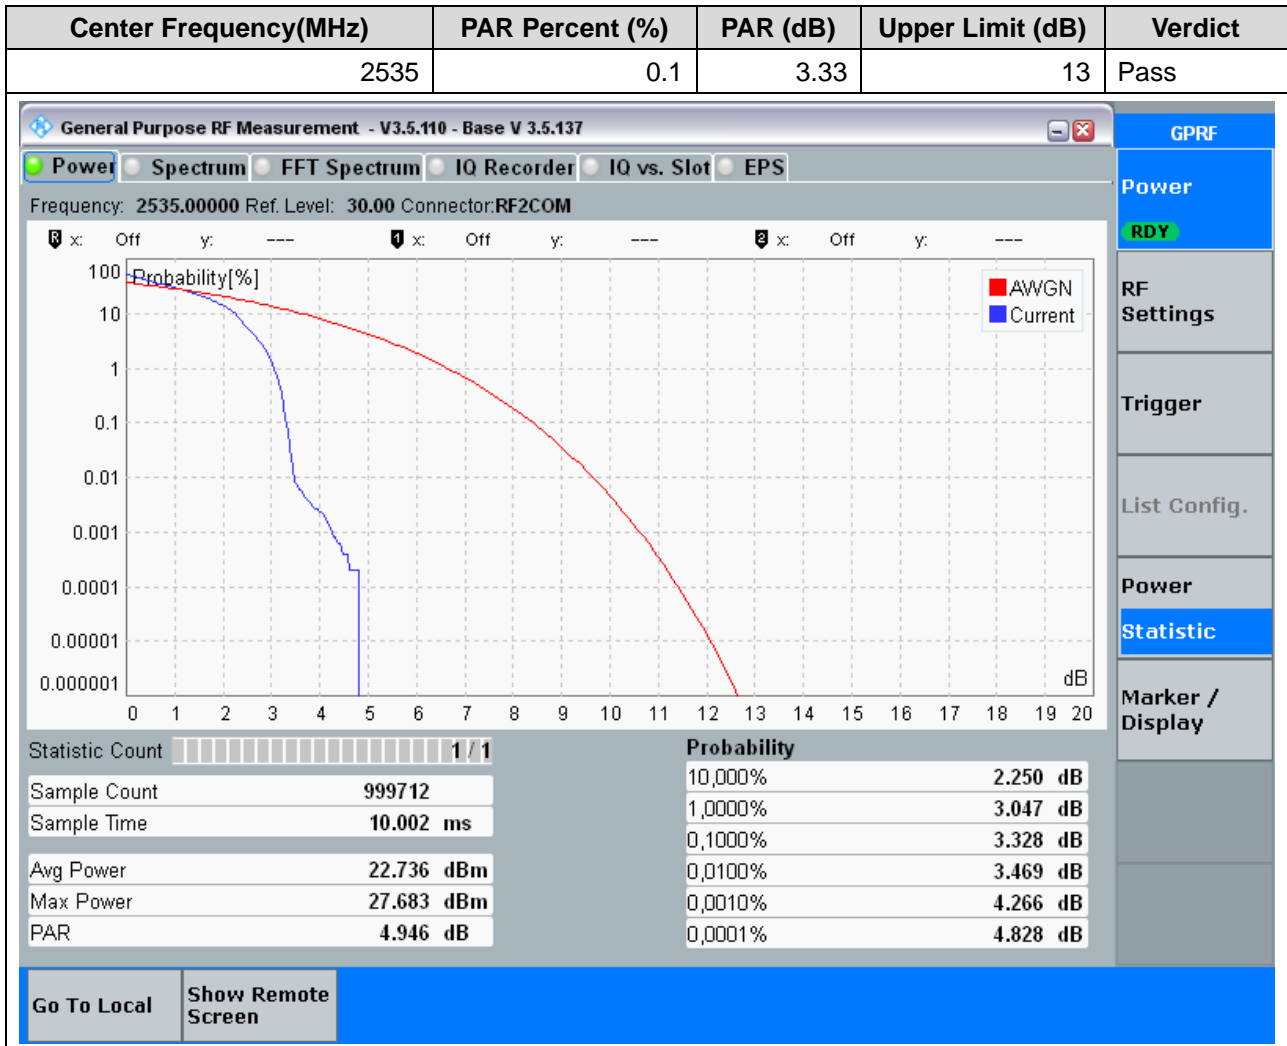 Center Frequency(MHz) PAR Percent (%) PAR (dB) Upper Limit (dB) Verdict
2535 0.1 3.33 13 Pass
General Purpose RF Measurement - V3.5.110 - Base V 3.5.137
GPRF
Power Spectrum FFT Spectrum IQ Recorder IQ vs. Slot EPS
Frequency: 2535.00000 Ref. Level: 30.00 Connector:RF2COM
R x: Off y: --- 1 x: Off y: --- 2 x: Off y: ---
Probability[%]
AWGN
Current
100
10
1
0.1
0.01
0.001
0.0001
0.00001
0.000001
dB
0 1 2 3 4 5 6 7 8 9 10 11 12 13 14 15 16 17 18 19 20
Statistic Count 1 / 1
Sample Count 999712
Sample Time 10.002 ms
Avg Power 22.736 dBm
Max Power 27.683 dBm
PAR 4.946 dB
Probability
10,000% 2.250 dB
1,0000% 3.047 dB
0,1000% 3.328 dB
0,0100% 3.469 dB
0,0010% 4.266 dB
0,0001% 4.828 dB
Power
RDY
RF
Settings
Trigger
List Config.
Power
Statistic
Marker /
Display
Go To Local
Show Remote
Screen